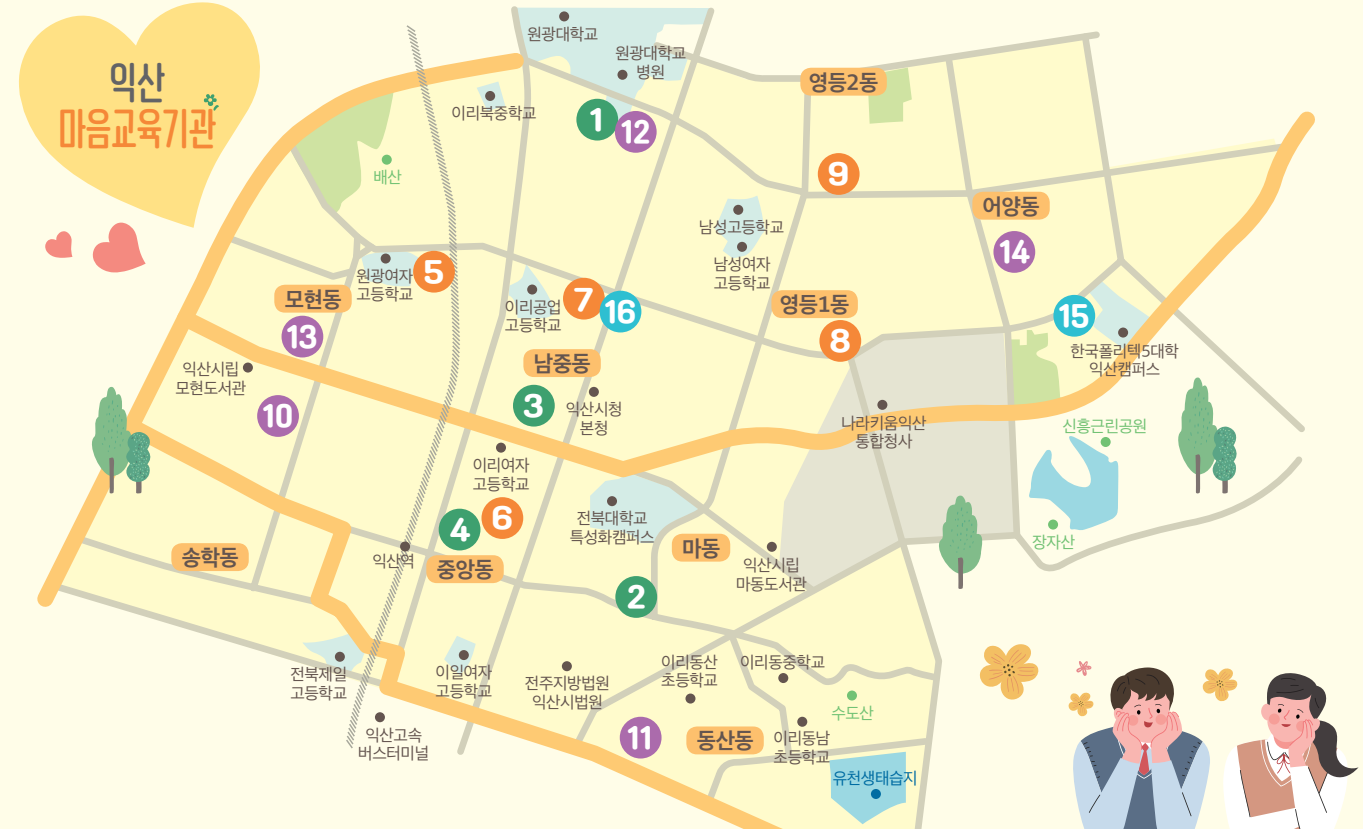 익산
마음교육기관
원광대학교
원광대학교
병원
영등2동
이리북중학교
1
12
배산
9
어양동
남성고등학교
14
남성여자
고등학교
원광여자
고등학교
5
모현동
이리공업
고등학교
7
16
영등1동
15
13
8
한국폴리텍5대학
익산캠퍼스
익산시립
모현도서관
남중동
10
3
익산시청
본청
나라키움익산
통합청사
신흥근린공원
이리여자
고등학교
4
6
전북대학교
특성화캠퍼스
장자산
송학동
익산역
중앙동
마동
익산시립
마동도서관
2
전북제일
고등학교
이일여자
고등학교
전주지방법원
익산시법원
이리동산
초등학교
이리동중학교
수도산
익산고속
버스터미널
11
동산동
이리동남
초등학교
유천생태습지